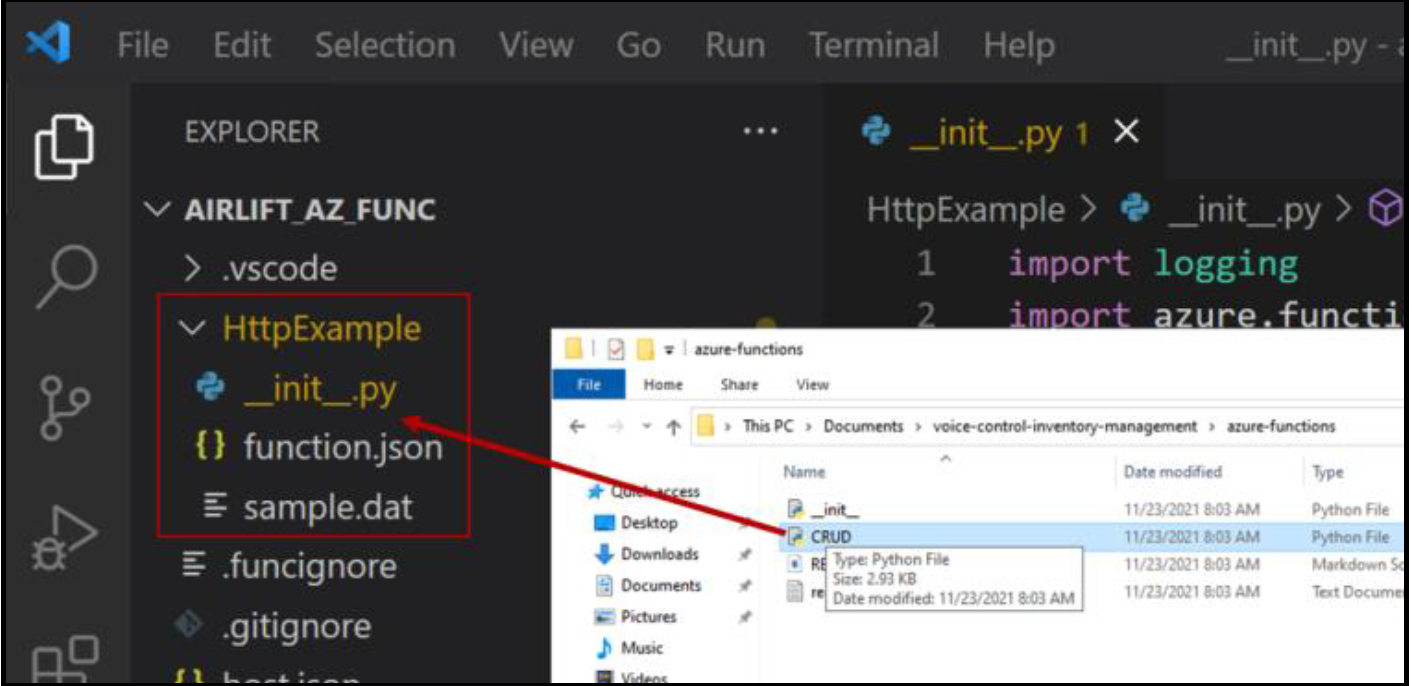 File Edit Selection View Go Run Terminal Help __init__.py -
EXPLORER ...
__init__.py 1
AIRLIFT_AZ_FUNC
HttpExample > __init__.py >
.vscode
1 import logging
HttpExample
2 import azure.functi
__init__.py
function.json
sample.dat
.funcignore
.gitignore
host.json
azure-functions
File Home Share View
This PC > Documents > voice-control-inventory-management > azure-functions
Name Date modified Type
Quick access
__init__ 11/23/2021 8:03 AM Python File
Desktop
CRUD 11/23/2021 8:03 AM Python File
Downloads
RE 11/23/2021 8:03 AM Markdown So
Type: Python File
Size: 2.93 KB
Date modified: 11/23/2021 8:03 AM
Documents
re 11/23/2021 8:03 AM Text Docume
Pictures
Music
Videos